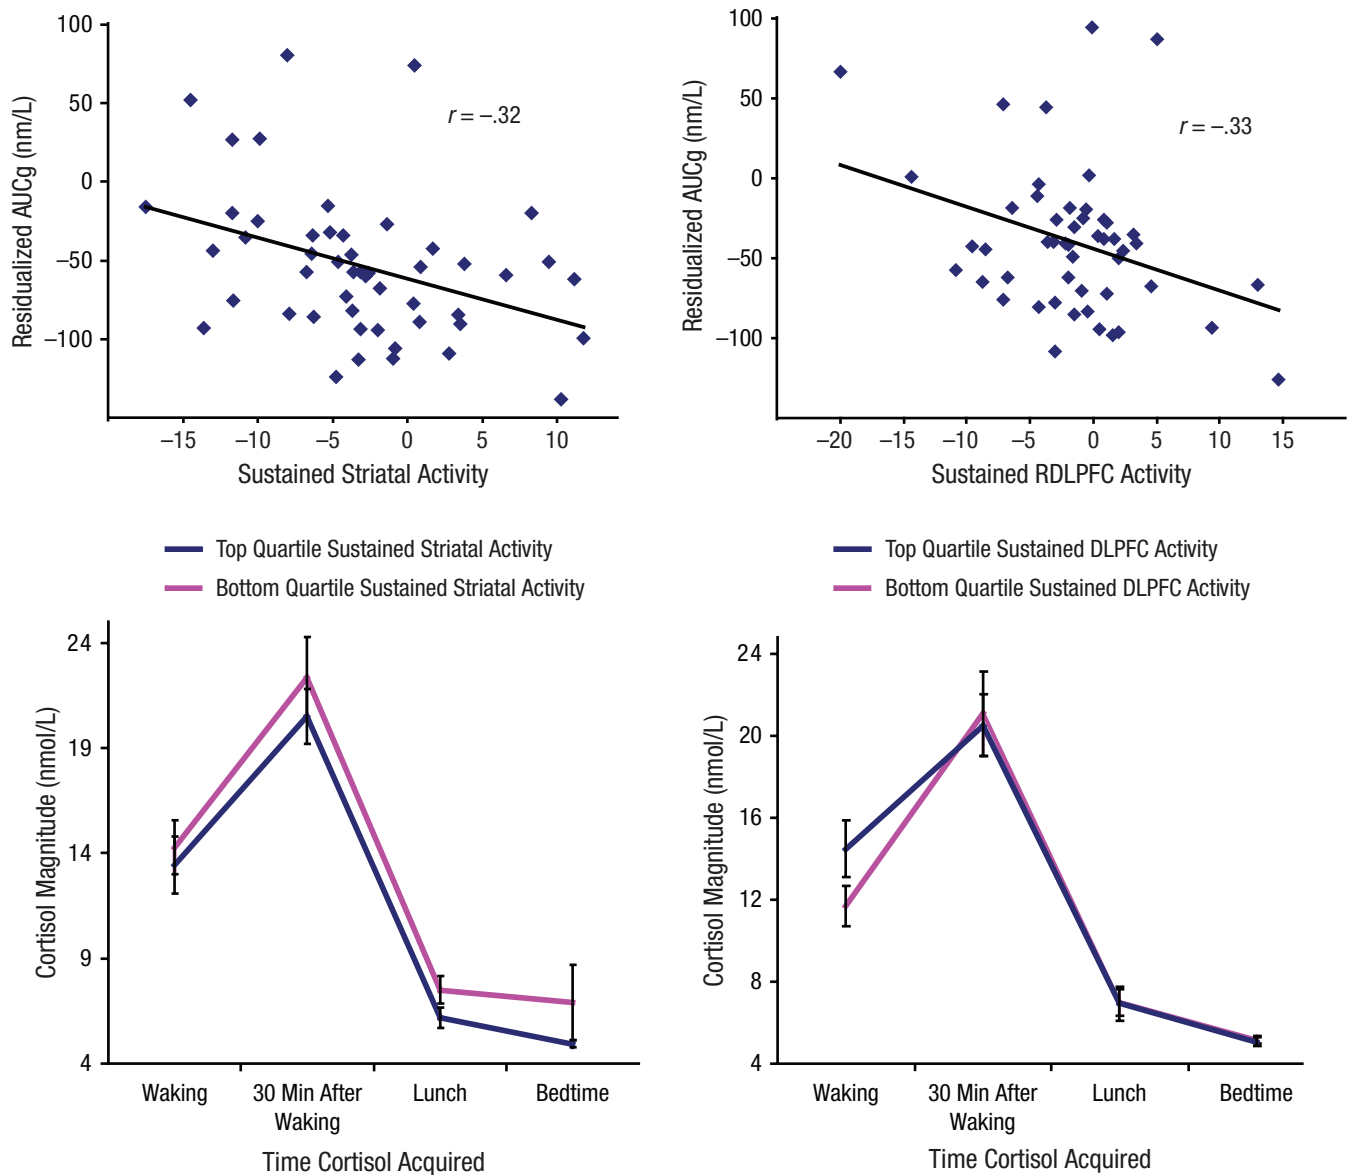 100
50
0
–50
–100
Residualized AUCg (nm/L)
r = –.32
–15
–10
–5
0
5
10
Sustained Striatal Activity
100
50
0
–50
–100
Residualized AUCg (nm/L)
r = –.33
–20
–15
–10
–5
0
5
10
15
Sustained RDLPFC Activity
Top Quartile Sustained Striatal Activity
Bottom Quartile Sustained Striatal Activity
24
19
14
9
4
Cortisol Magnitude (nmol/L)
Waking
30 Min After
Waking
Lunch
Bedtime
Time Cortisol Acquired
Top Quartile Sustained DLPFC Activity
Bottom Quartile Sustained DLPFC Activity
24
20
16
12
8
4
Cortisol Magnitude (nmol/L)
Waking
30 Min After
Waking
Lunch
Bedtime
Time Cortisol Acquired